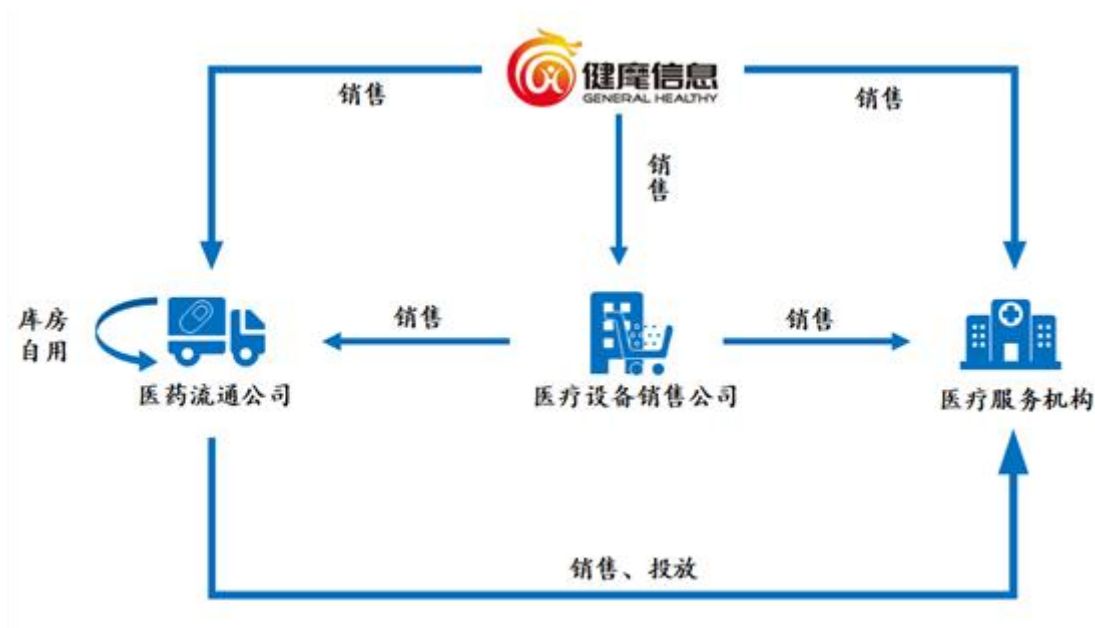 健麾信息
GENERAL HEALTHY
销售
销售
销
售
库房
自用
销售
销售
医药流通公司
医疗设备销售公司
医疗服务机构
销售、投放